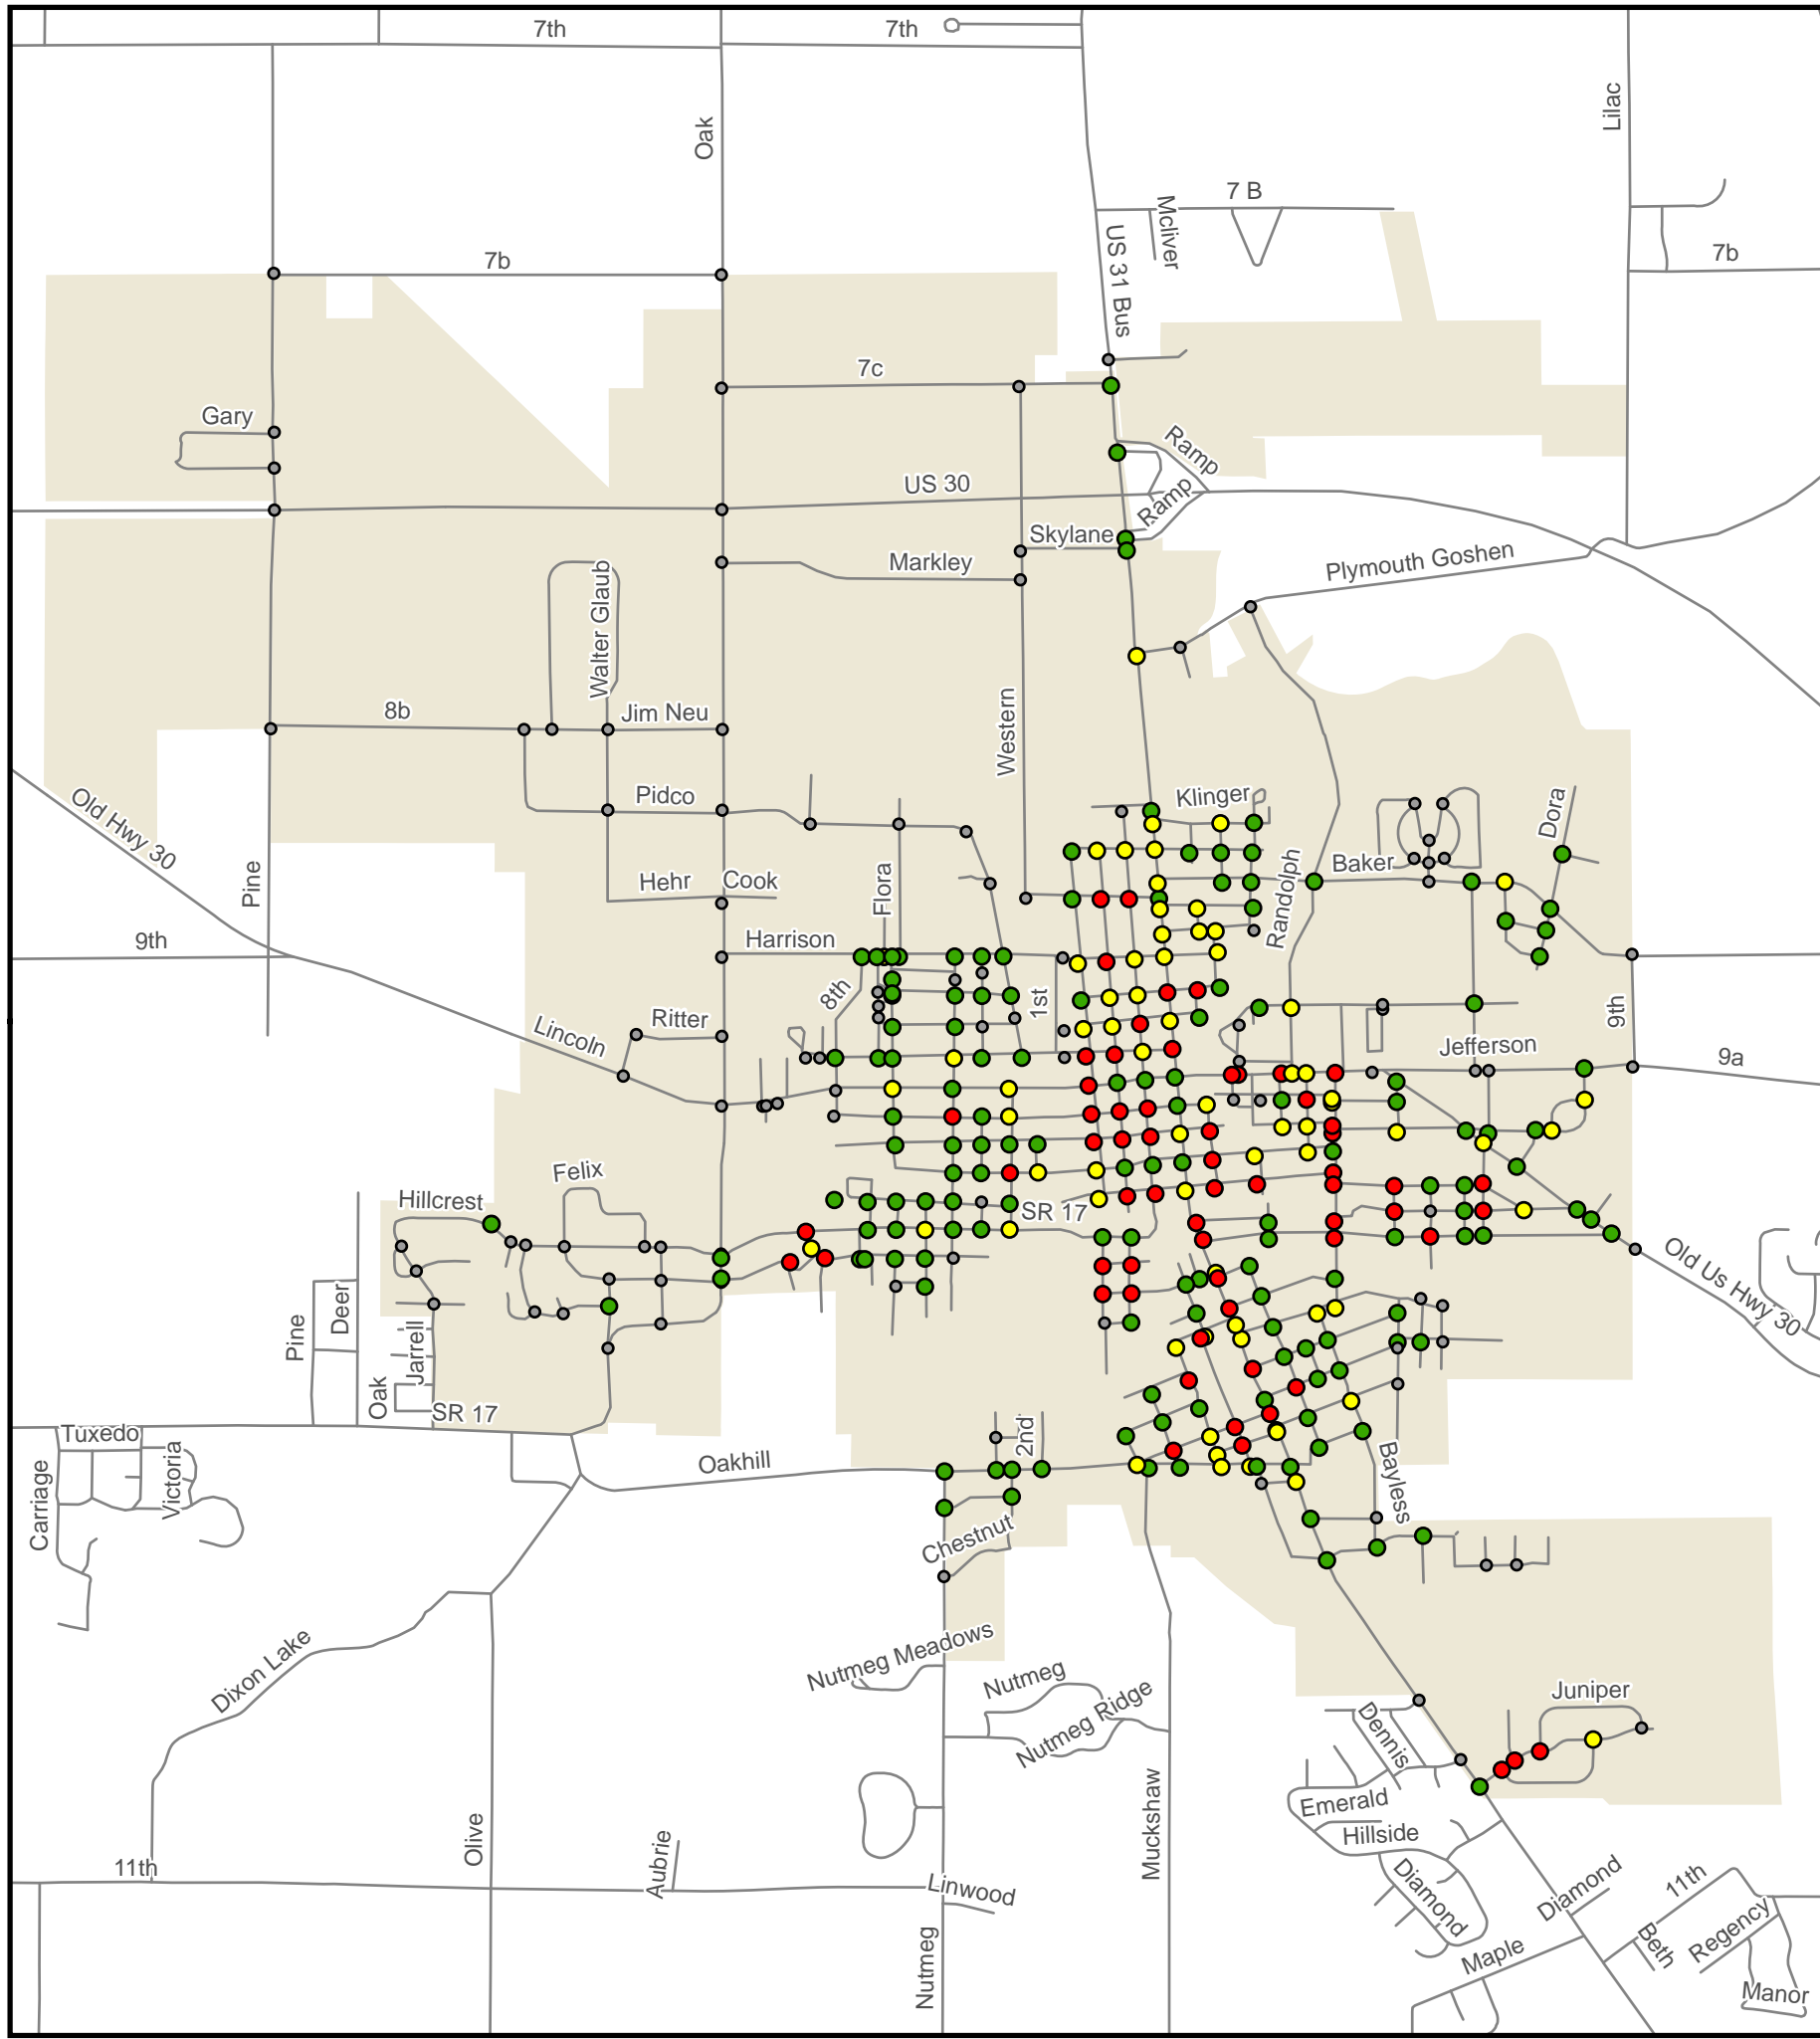 7th
7th
Oak
Lilac
7 B
Mcliver
US 31 Bus
7b
7b
7c
Gary
Ramp
US 30
Ramp
Skylane
Markley
Plymouth Goshen
Walter Glaub
8b
Jim Neu
Western
Pidco
Klinger
Dora
Old Hwy 30
Pine
Hehr
Cook
Flora
Randolph
Baker
9th
Harrison
8th
1st
9th
Lincoln
Ritter
Jefferson
9a
Felix
Hillcrest
SR 17
Old Us Hwy 30
Deer
Pine
Jarrell
Oak
SR 17
Tuxedo
Victoria
Carriage
2nd
Oakhill
Bayless
Chestnut
Nutmeg Meadows
Nutmeg
Nutmeg Ridge
Dixon Lake
Juniper
Dennis
Emerald
Hillside
Olive
Aubrie
Muckshaw
11th
Linwood
Diamond
Diamond
11th
Regency
Beth
Nutmeg
Maple
Manor